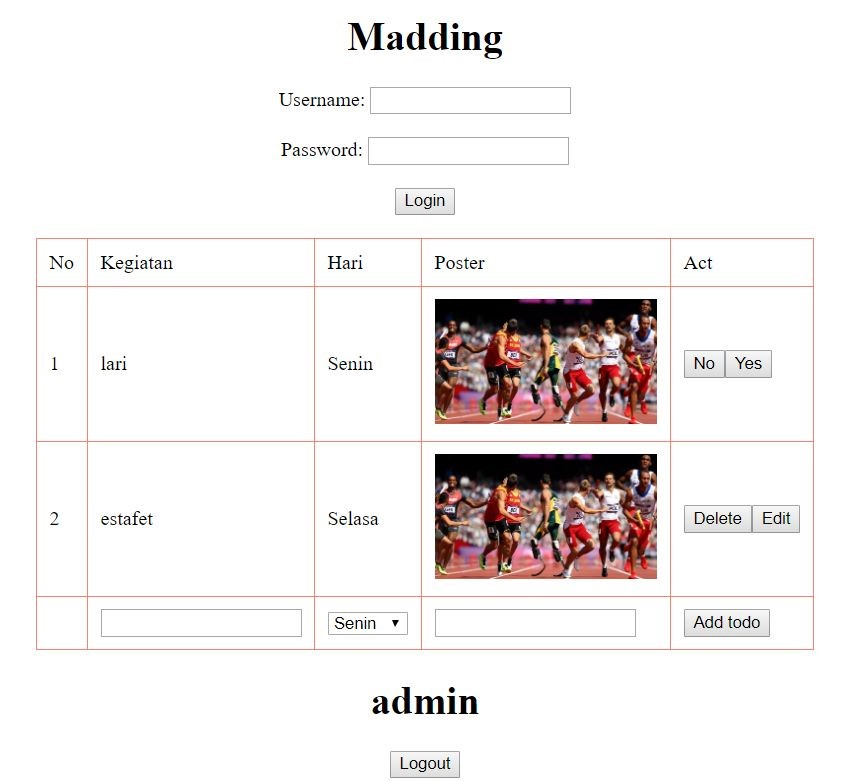 Madding
Username:
Password:
Login
No Kegiatan Hari Poster Act
1 lari Senin No Yes
2 estafet Selasa Delete Edit
Senin Add todo
admin
Logout